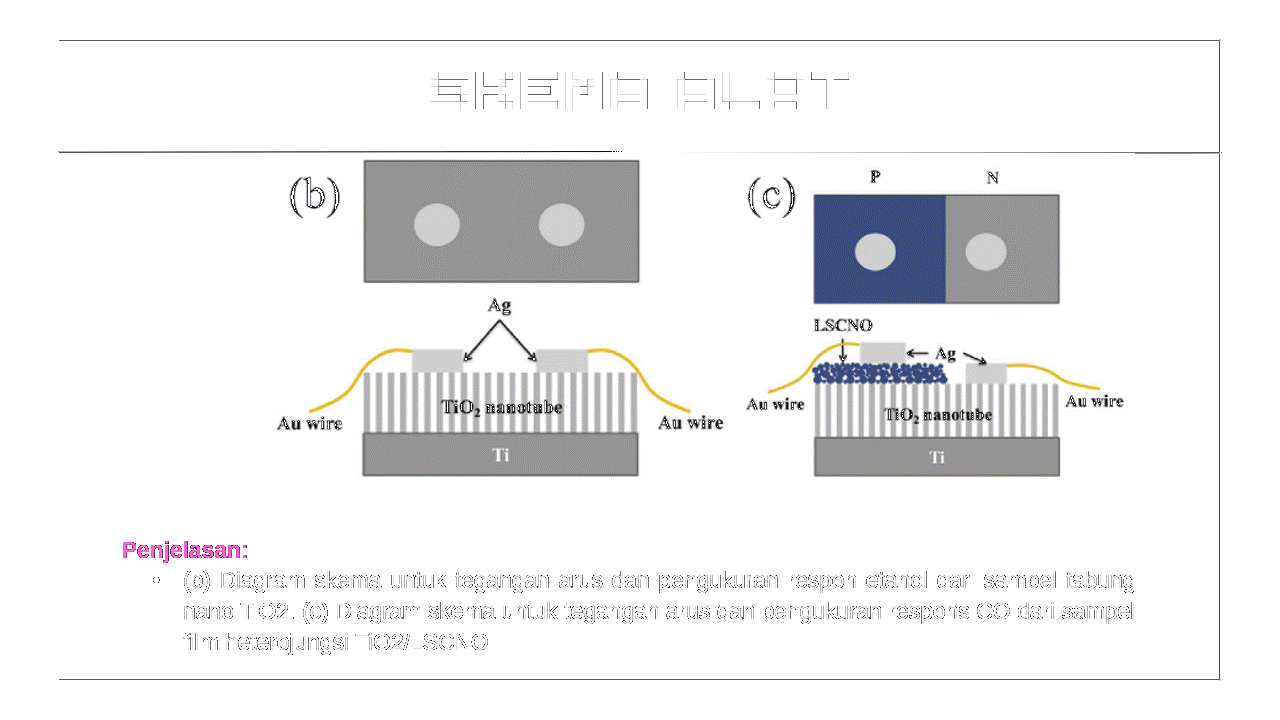 SKEMA ALAT
(b)
Ag
Au wire
TiO2 nanotube
Au wire
Ti
(c)
P
N
LSCNO
Ag
Au wire
TiO2 nanotube
Au wire
Ti
Penjelasan:
• (b) Diagram skema untuk tegangan arus dan pengukuran respon etanol dari sampel tabung
nano TiO2. (c) Diagram skema untuk tegangan arus dan pengukuran respons CO dari sampel
film heterojungsi TiO2/LSCNO